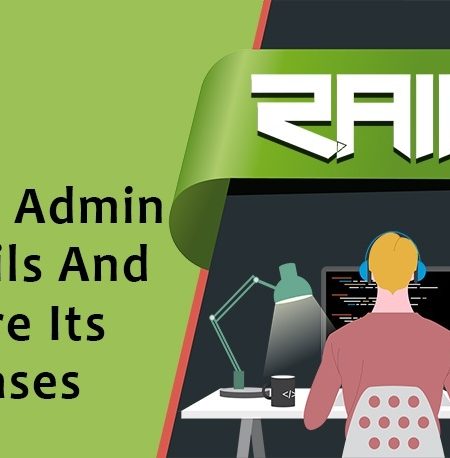 RAI
Admin
ils And
re Its
ases
</>